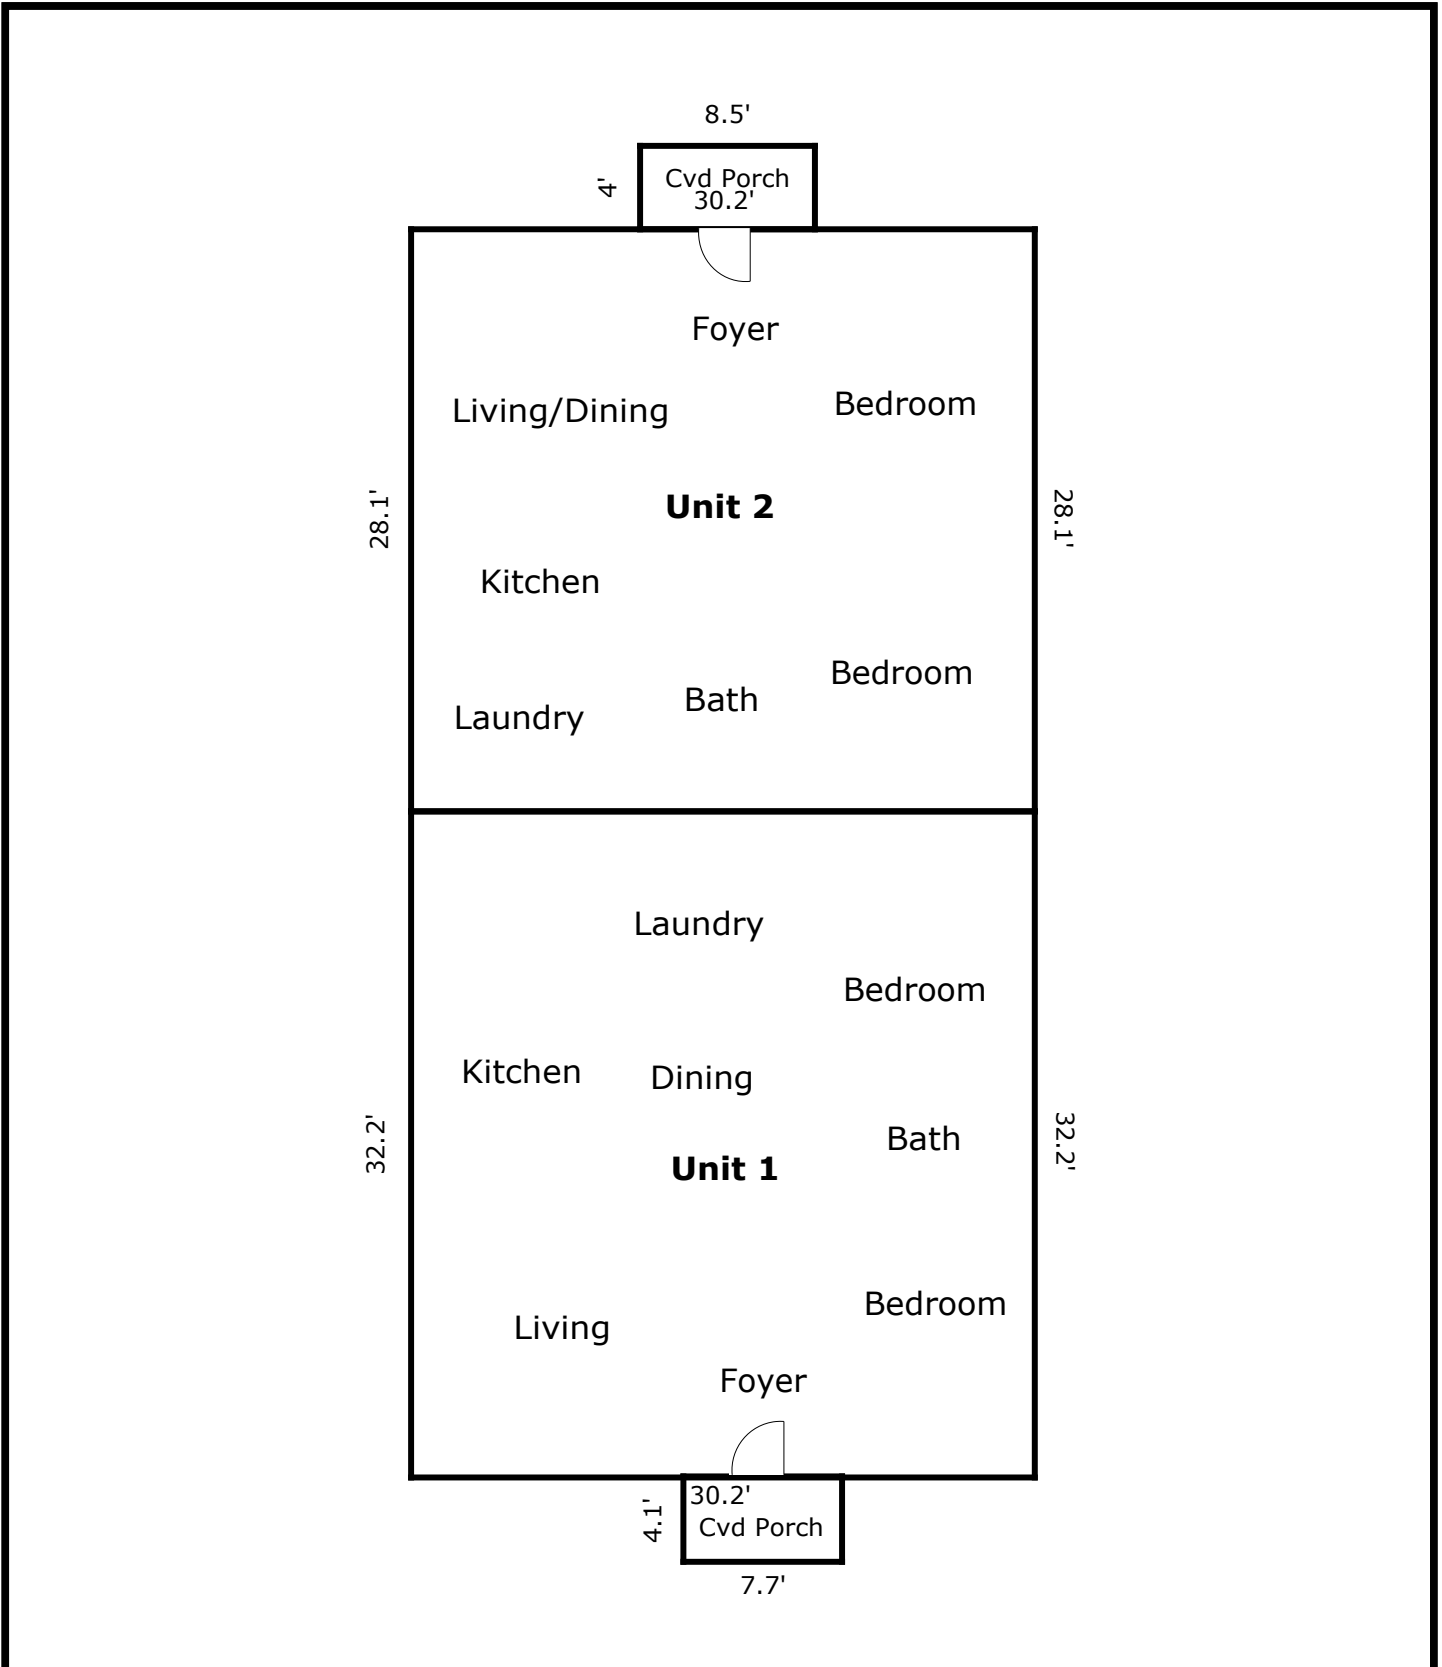 8.5'
4'
Cvd Porch
30.2'
Foyer
Living/Dining
Bedroom
28.1'
Unit 2
28.1'
Kitchen
Bedroom
Bath
Laundry
Laundry
Bedroom
Kitchen
Dining
32.2'
Bath
32.2'
Unit 1
Bedroom
Living
Foyer
30.2'
4.1'
Cvd Porch
7.7'